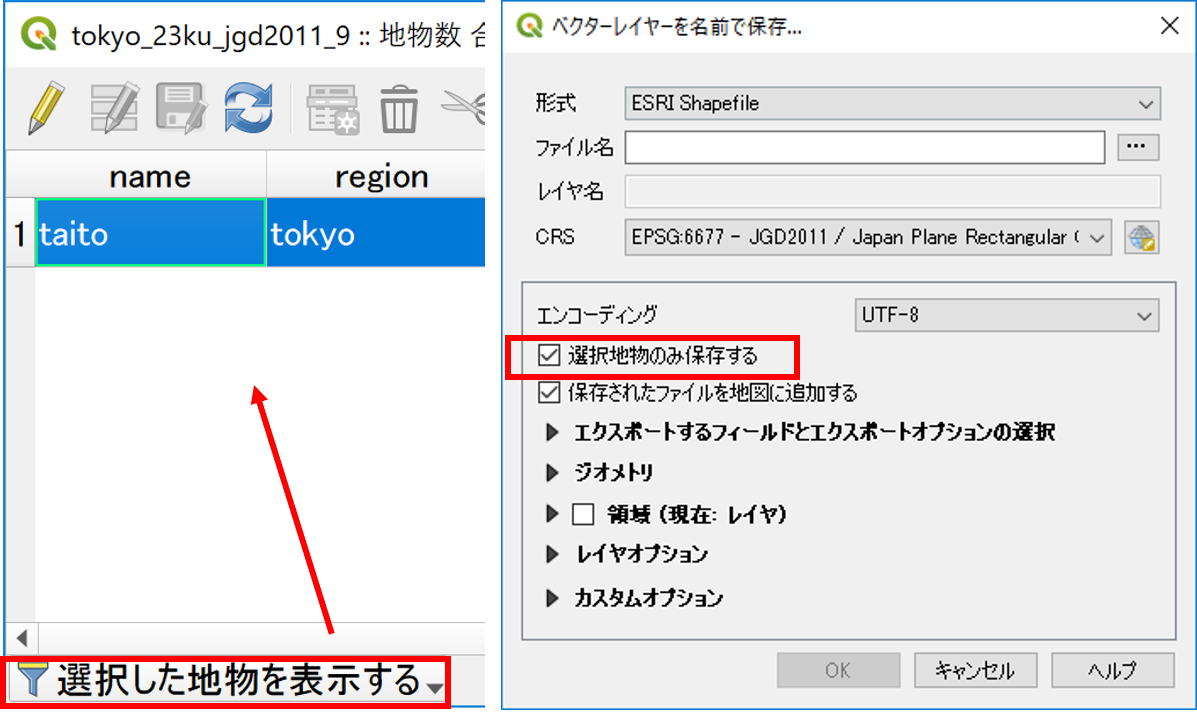 tokyo_23ku_jgd2011_9 :: 地物数
name region
1 taito tokyo
選択した地物を表示する
ベクターレイヤーを名前で保存...
形式 ESRI Shapefile
ファイル名 ...
レイヤ名
CRS EPSG:6677 - JGD2011 / Japan Plane Rectangular
エンコーディング UTF-8
選択地物のみ保存する
保存されたファイルを地図に追加する
エクスポートするフィールドとエクスポートオプションの選択
ジオメトリ
領域 (現在: レイヤ)
レイヤオプション
カスタムオプション
OK キャンセル ヘルプ